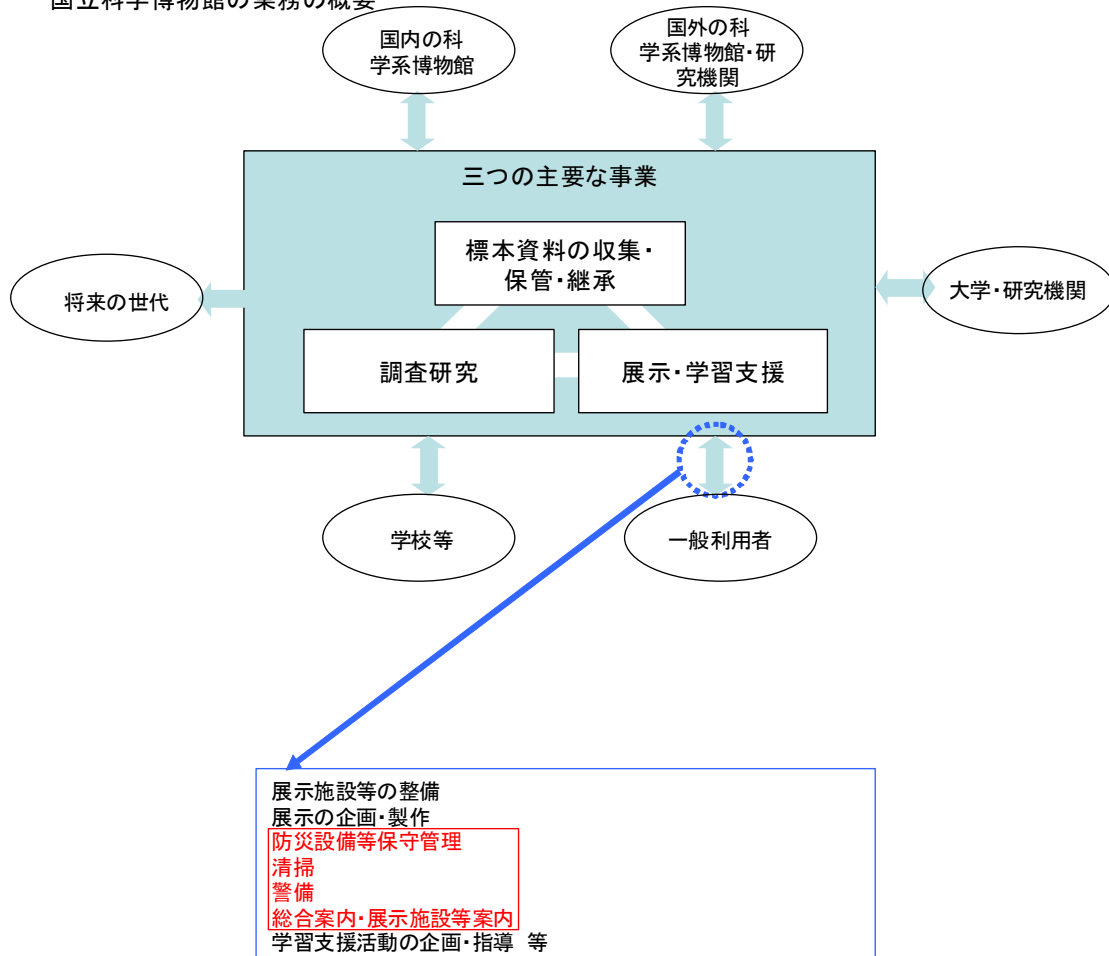 国立科学博物館の業務の概要
国内の科
学系博物館
国外の科
学系博物館・研
究機関
三つの主要な事業
標本資料の収集・
保管・継承
将来の世代
大学・研究機関
調査研究
展示・学習支援
学校等
一般利用者
展示施設等の整備
展示の企画・製作
防災設備等保守管理
清掃
警備
総合案内・展示施設等案内
学習支援活動の企画・指導 等